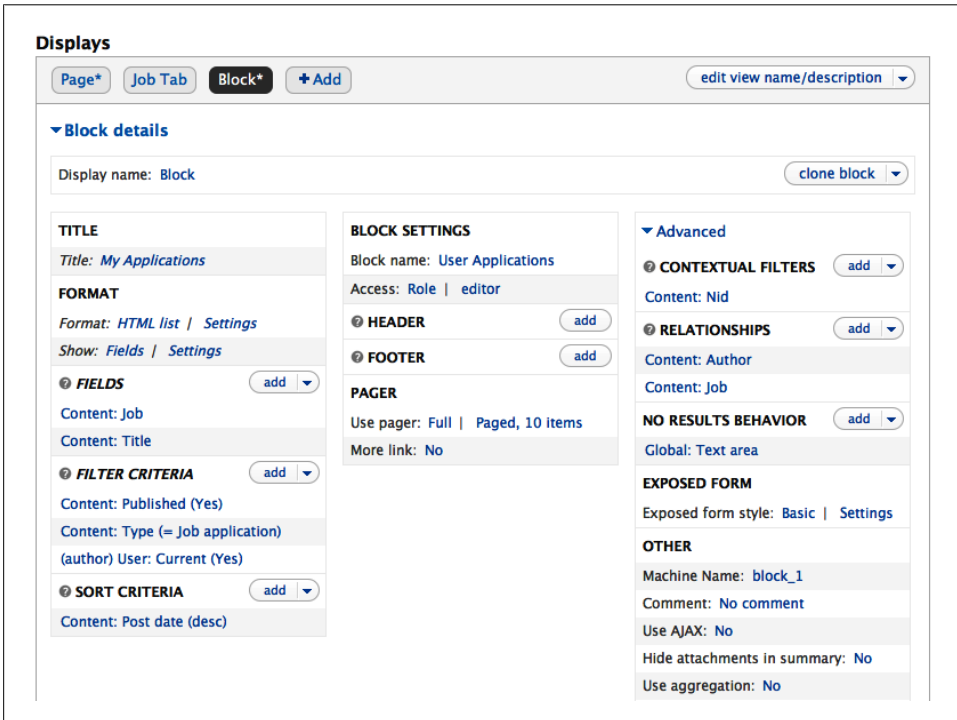 Displays
Page* Job Tab Block* + Add edit view name/description
Block details
Display name: Block clone block
TITLE
Title: My Applications
FORMAT
Format: HTML list | Settings
Show: Fields | Settings
FIELDS add
Content: Job
Content: Title
FILTER CRITERIA add
Content: Published (Yes)
Content: Type (= Job application)
(author) User: Current (Yes)
SORT CRITERIA add
Content: Post date (desc)
BLOCK SETTINGS
Block name: User Applications
Access: Role | editor
HEADER add
FOOTER add
PAGER
Use pager: Full | Paged, 10 items
More link: No
Advanced
CONTEXTUAL FILTERS add
Content: Nid
RELATIONSHIPS add
Content: Author
Content: Job
NO RESULTS BEHAVIOR add
Global: Text area
EXPOSED FORM
Exposed form style: Basic | Settings
OTHER
Machine Name: block_1
Comment: No comment
Use AJAX: No
Hide attachments in summary: No
Use aggregation: No